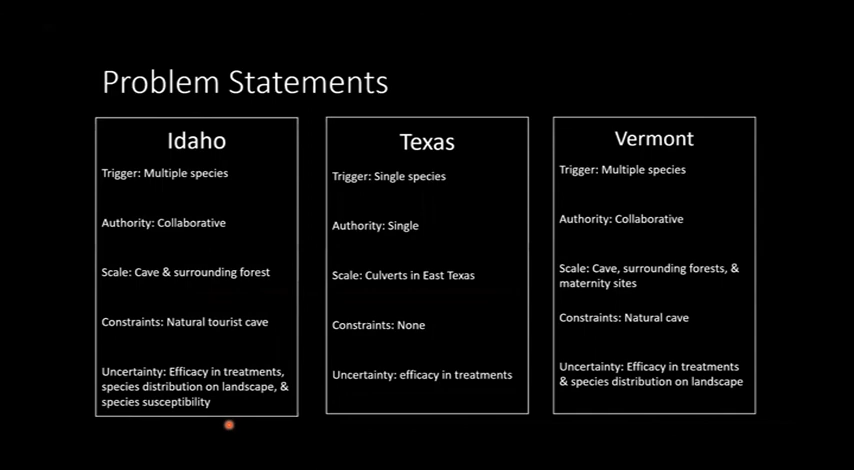 Problem Statements
Idaho
Trigger: Multiple species
Authority: Collaborative
Scale: Cave & surrounding forest
Constraints: Natural tourist cave
Uncertainty: Efficacy in treatments,
species distribution on landscape, &
species susceptibility
Texas
Trigger: Single species
Authority: Single
Scale: Culverts in East Texas
Constraints: None
Uncertainty: efficacy in treatments
Vermont
Trigger: Multiple species
Authority: Collaborative
Scale: Cave, surrounding forests, &
maternity sites
Constraints: Natural cave
Uncertainty: Efficacy in treatments
& species distribution on landscape